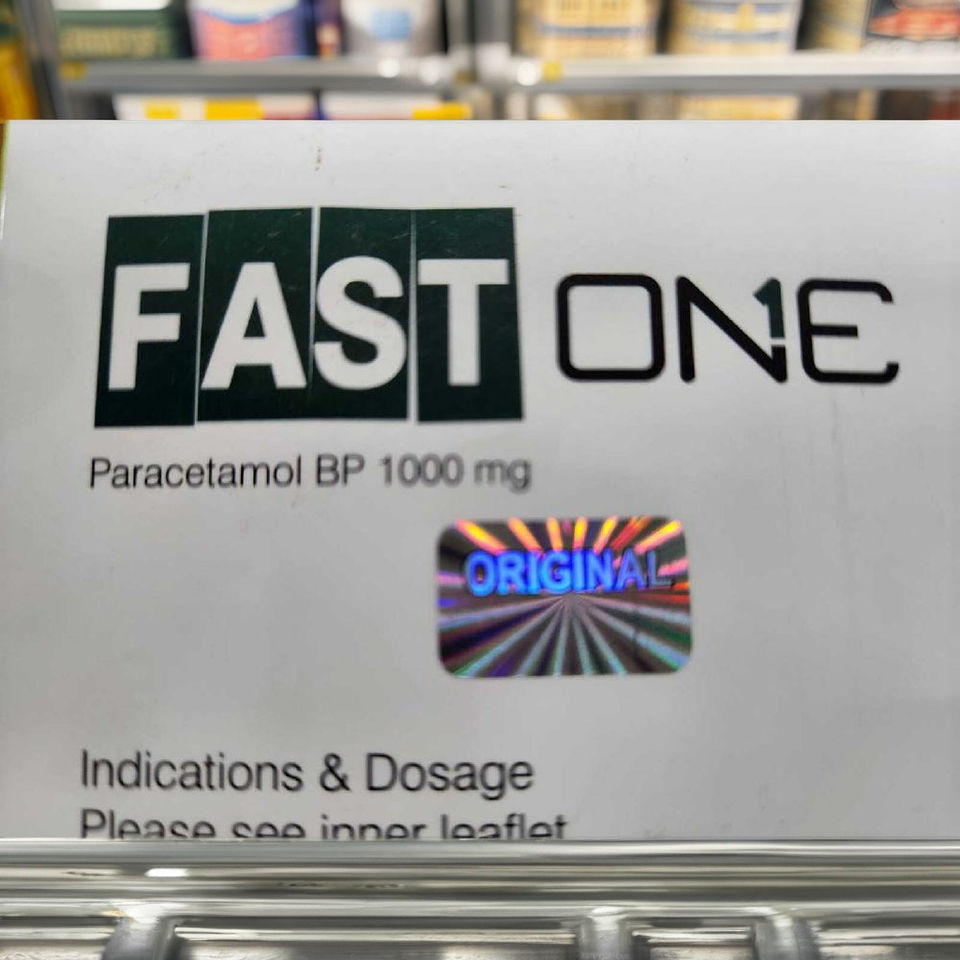 FAST ONE
Paracetamol BP 1000 mg
ORIGINAL
Indications & Dosage
Please see inner leaflet